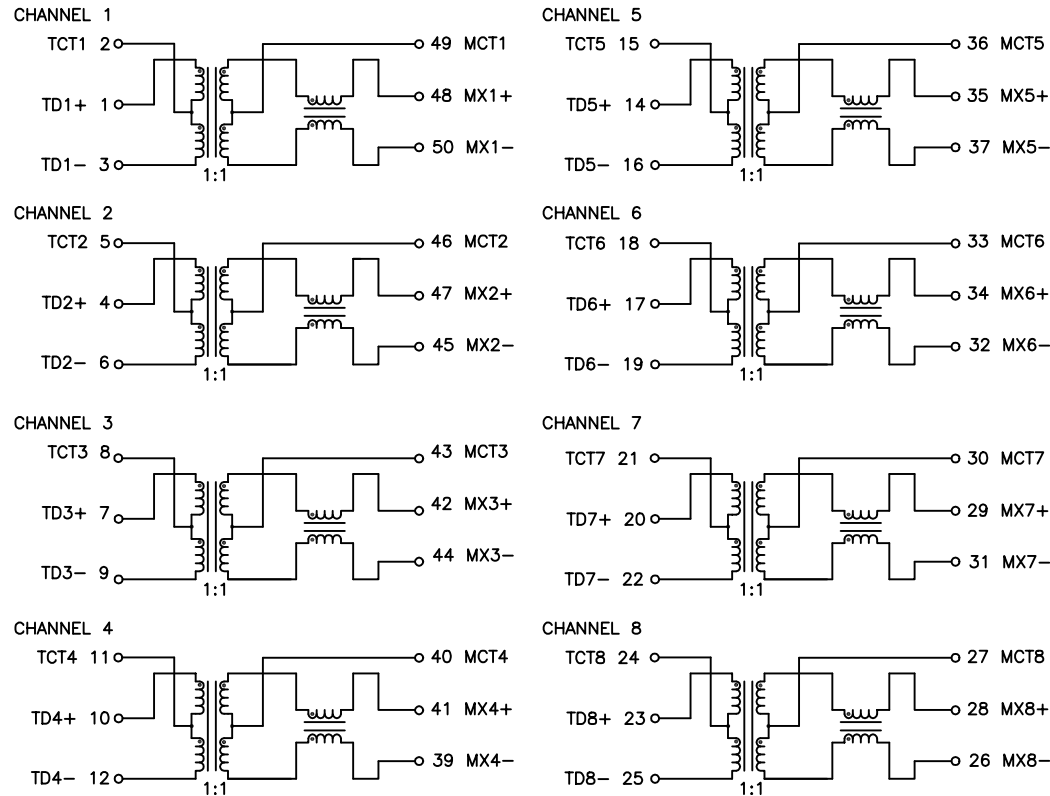 CHANNEL 1
TCT1 2 49 MCT1
TD1+ 1 48 MX1+
TD1- 3 50 MX1-
1:1
CHANNEL 2
TCT2 5 46 MCT2
TD2+ 4 47 MX2+
TD2- 6 45 MX2-
1:1
CHANNEL 3
TCT3 8 43 MCT3
TD3+ 7 42 MX3+
TD3- 9 44 MX3-
1:1
CHANNEL 4
TCT4 11 40 MCT4
TD4+ 10 41 MX4+
TD4- 12 39 MX4-
1:1
CHANNEL 5
TCT5 15 36 MCT5
TD5+ 14 35 MX5+
TD5- 16 37 MX5-
1:1
CHANNEL 6
TCT6 18 33 MCT6
TD6+ 17 34 MX6+
TD6- 19 32 MX6-
1:1
CHANNEL 7
TCT7 21 30 MCT7
TD7+ 20 29 MX7+
TD7- 22 31 MX7-
1:1
CHANNEL 8
TCT8 24 27 MCT8
TD8+ 23 28 MX8+
TD8- 25 26 MX8-
1:1